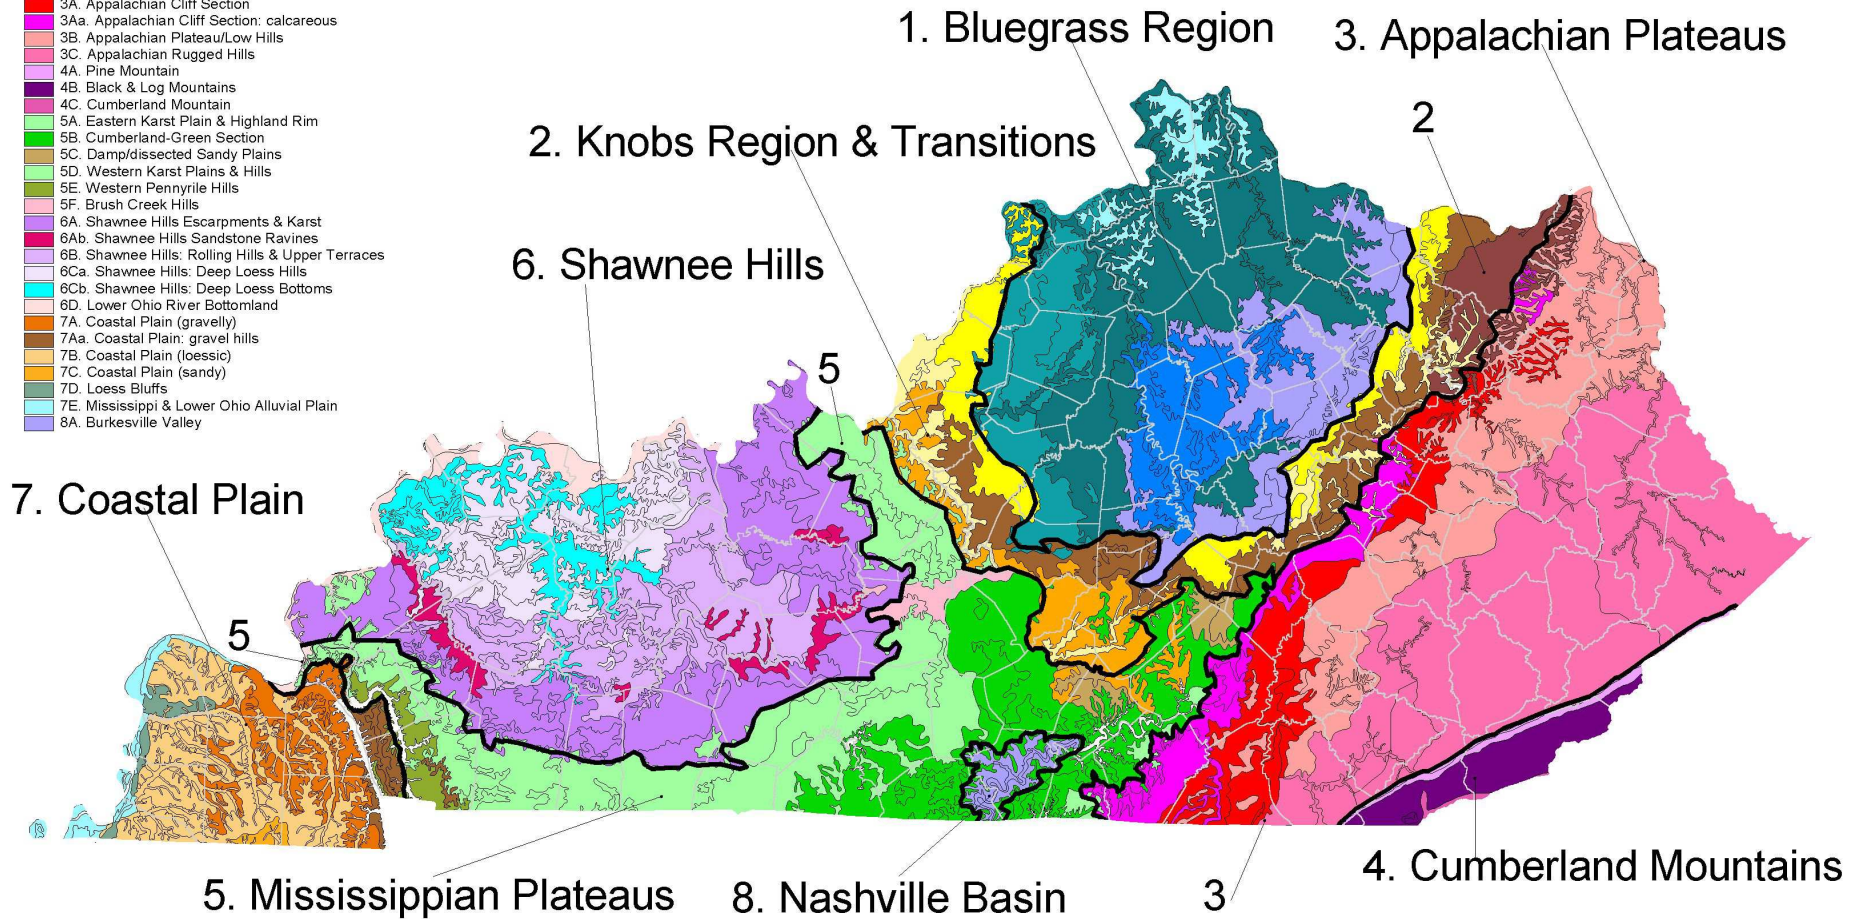 3A. Appalachian Cliff Section
3Aa. Appalachian Cliff Section: calcareous
3B. Appalachian Plateau/Low Hills
3C. Appalachian Rugged Hills
4A. Pine Mountain
4B. Black & Log Mountains
4C. Cumberland Mountain
5A. Eastern Karst Plain & Highland Rim
5B. Cumberland-Green Section
5C. Damp/dissected Sandy Plains
5D. Western Karst Plains & Hills
5E. Western Pennyrile Hills
5F. Brush Creek Hills
6A. Shawnee Hills Escarpments & Karst
6Ab. Shawnee Hills Sandstone Ravines
6B. Shawnee Hills: Rolling Hills & Upper Terraces
6Ca. Shawnee Hills: Deep Loess Hills
6Cb. Shawnee Hills: Deep Loess Bottoms
6D. Lower Ohio River Bottomland
7A. Coastal Plain (gravelly)
7Aa. Coastal Plain: gravel hills
7B. Coastal Plain (loessic)
7C. Coastal Plain (sandy)
7D. Loess Bluffs
7E. Mississippi & Lower Ohio Alluvial Plain
8A. Burkesville Valley
1. Bluegrass Region
3. Appalachian Plateaus
2
2. Knobs Region & Transitions
6. Shawnee Hills
5
7. Coastal Plain
5
5. Mississippian Plateaus
8. Nashville Basin
3
4. Cumberland Mountains